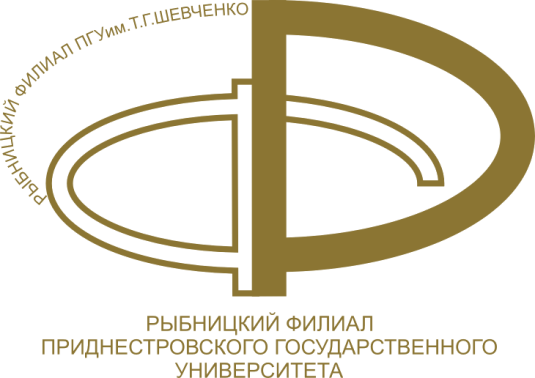 РЫБНИЦКИЙ ФИЛИАЛ ПГУим.Т.Г.ШЕВЧЕНКО
РЫБНИЦКИЙ ФИЛИАЛ
ПРИДНЕСТРОВСКОГО ГОСУДАРСТВЕННОГО
УНИВЕРСИТЕТА